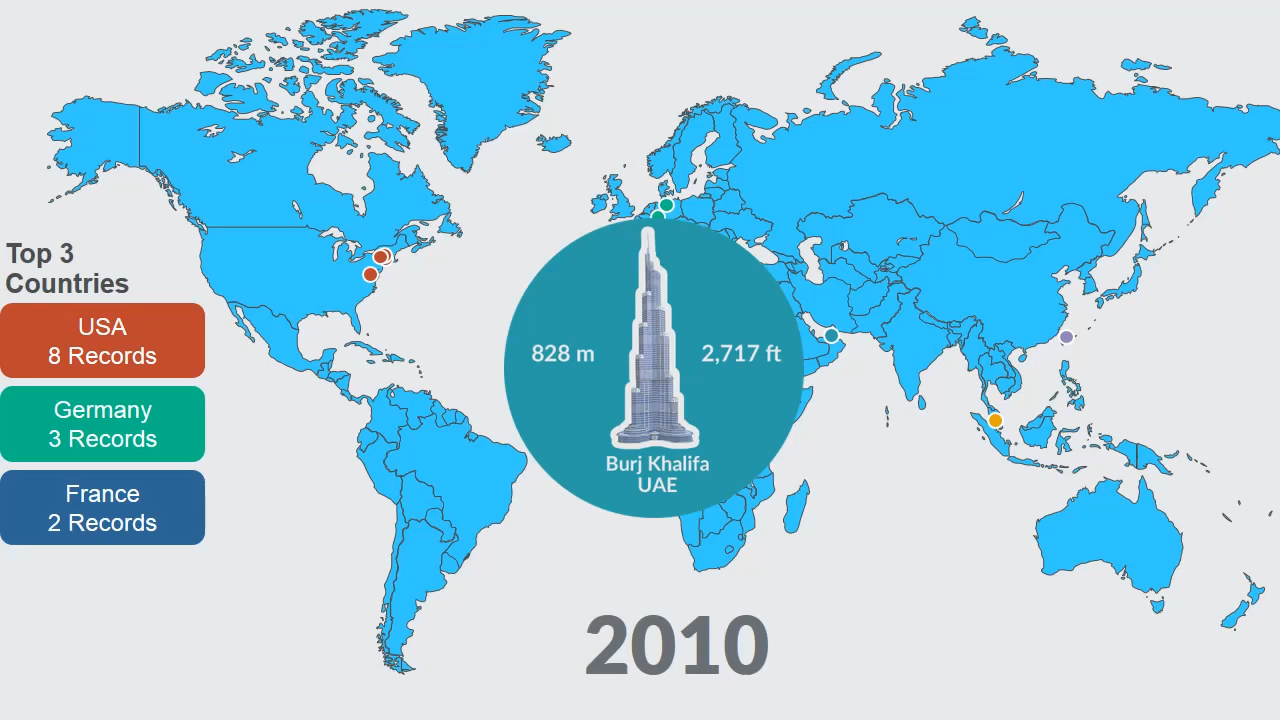 Top 3
Countries
USA
8 Records
Germany
3 Records
France
2 Records
828 m
2,717 ft
Burj Khalifa
UAE
2010